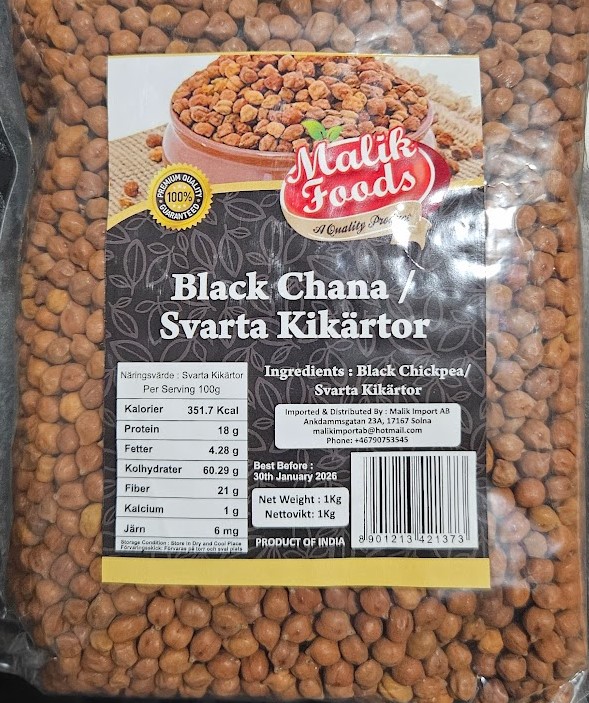 PREMIUM QUALITY
100%
GUARANTEED
Malik
Foods
A Quality Produce
Black Chana /
Svarta Kikärtor
Näringsvärde : Svarta Kikärtor
Per Serving 100g
Kalorier 351.7 Kcal
Protein 18 g
Fetter 4.28 g
Kolhydrater 60.29 g
Fiber 21 g
Kalcium 1 g
Järn 6 mg
Storage Condition : Store in Dry and Cool Place
Förvaringsskick: Förvaras på torr och sval plats
Ingredients : Black Chickpea/
Svarta Kikärtor
Imported & Distributed By : Malik Import AB
Ankdammsgatan 23A, 17167 Solna
malikimportab@hotmail.com
Phone: +46790753545
Best Before :
30th January 2026
Net Weight : 1Kg
Nettovikt: 1Kg
PRODUCT OF INDIA
8 901213 421373